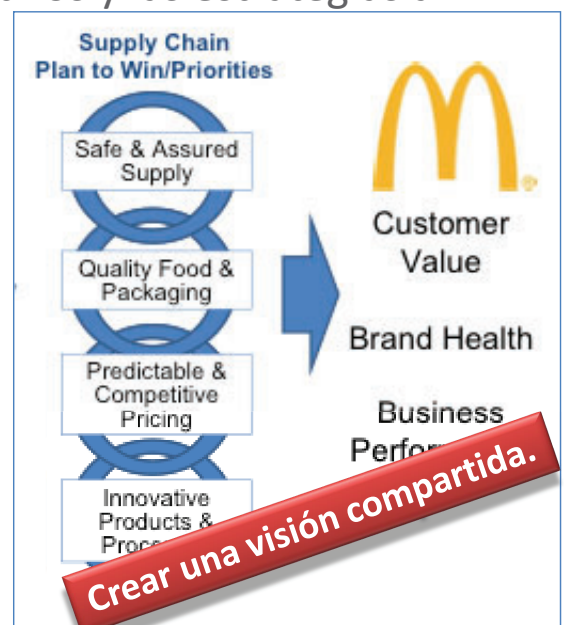 Supply Chain
Plan to Win/Priorities
Safe & Assured
Supply
Quality Food &
Packaging
Predictable &
Competitive
Pricing
Innovative
Products &
Customer
Value
Brand Health
Business
Crear una visión compartida.